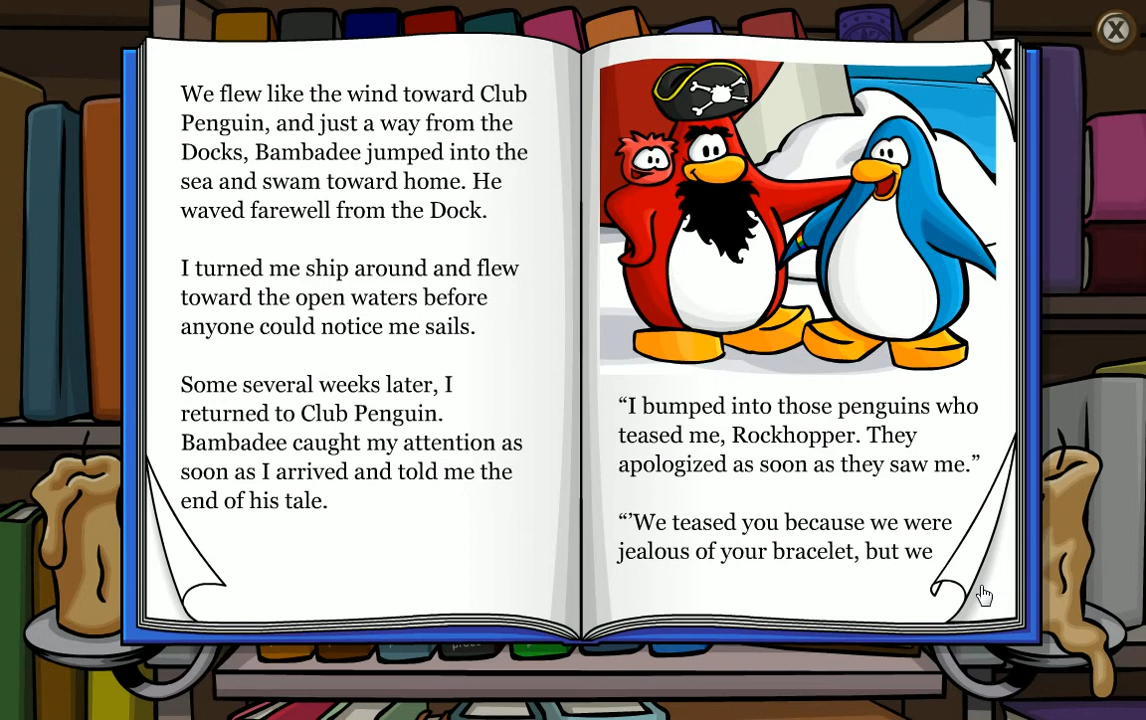 We flew like the wind toward Club
Penguin, and just a way from the
Docks, Bambadee jumped into the
sea and swam toward home. He
waved farewell from the Dock.
I turned me ship around and flew
toward the open waters before
anyone could notice me sails.
Some several weeks later, I
returned to Club Penguin.
Bambadee caught my attention as
soon as I arrived and told me the
end of his tale.
“I bumped into those penguins who
teased me, Rockhopper. They
apologized as soon as they saw me.”
“’We teased you because we were
jealous of your bracelet, but we